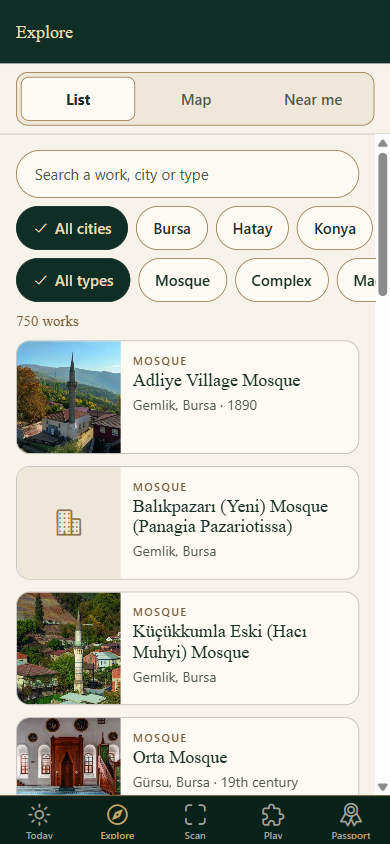 Explore
List
Map
Near me
Search a work, city or type
All cities
Bursa
Hatay
Konya
All types
Mosque
Complex
Ma
750 works
MOSQUE
Adliye Village Mosque
Gemlik, Bursa · 1890
MOSQUE
Balıkpazarı (Yeni) Mosque
(Panagia Pazariotissa)
Gemlik, Bursa
MOSQUE
Küçükkumla Eski (Hacı
Muhyi) Mosque
Gemlik, Bursa
MOSQUE
Orta Mosque
Gürsu, Bursa · 19th century
Today
Explore
Scan
Play
Passport